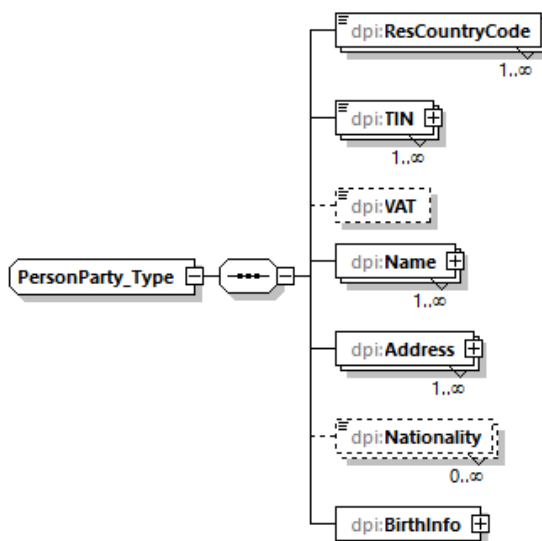 dpi:ResCountryCode
1..∞
dpi:TIN
1..∞
dpi:VAT
PersonParty_Type
dpi:Name
1..∞
dpi:Address
1..∞
dpi:Nationality
0..∞
dpi:BirthInfo